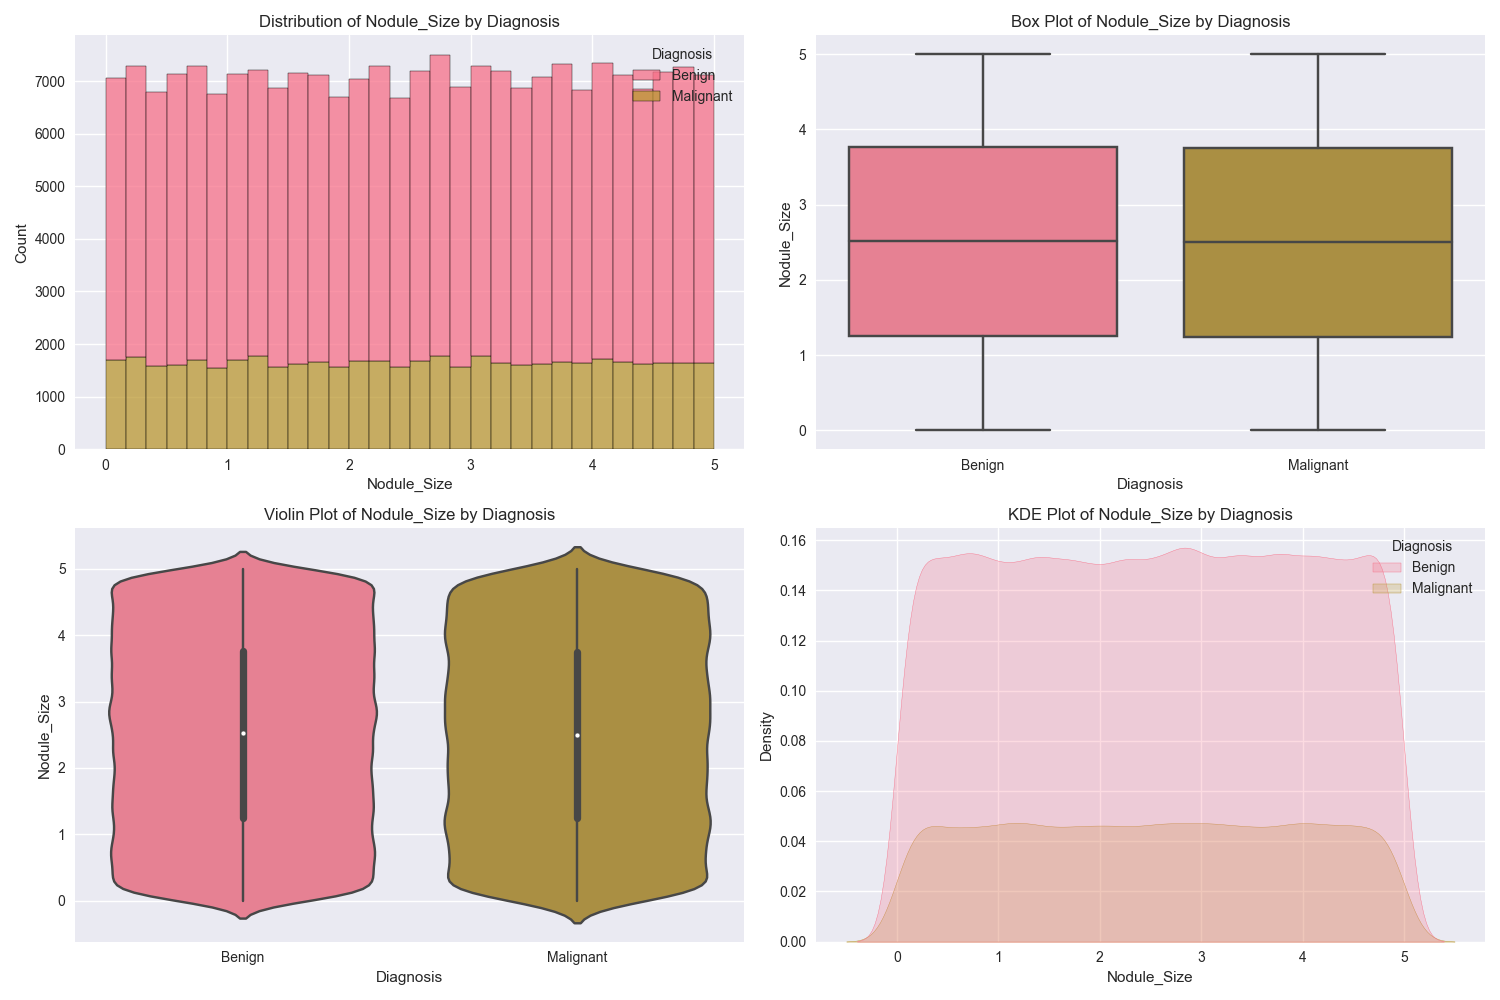 Distribution of Nodule_Size by Diagnosis
Diagnosis
Benign
Malignant
7000
6000
5000
4000
3000
2000
1000
0
Count
0 1 2 3 4 5
Nodule_Size
Box Plot of Nodule_Size by Diagnosis
5
4
3
2
1
0
Nodule_Size
Benign Malignant
Diagnosis
Violin Plot of Nodule_Size by Diagnosis
5
4
3
2
1
0
Nodule_Size
Benign Malignant
Diagnosis
KDE Plot of Nodule_Size by Diagnosis
Diagnosis
Benign
Malignant
0.16
0.14
0.12
0.10
0.08
0.06
0.04
0.02
0.00
Density
0 1 2 3 4 5
Nodule_Size